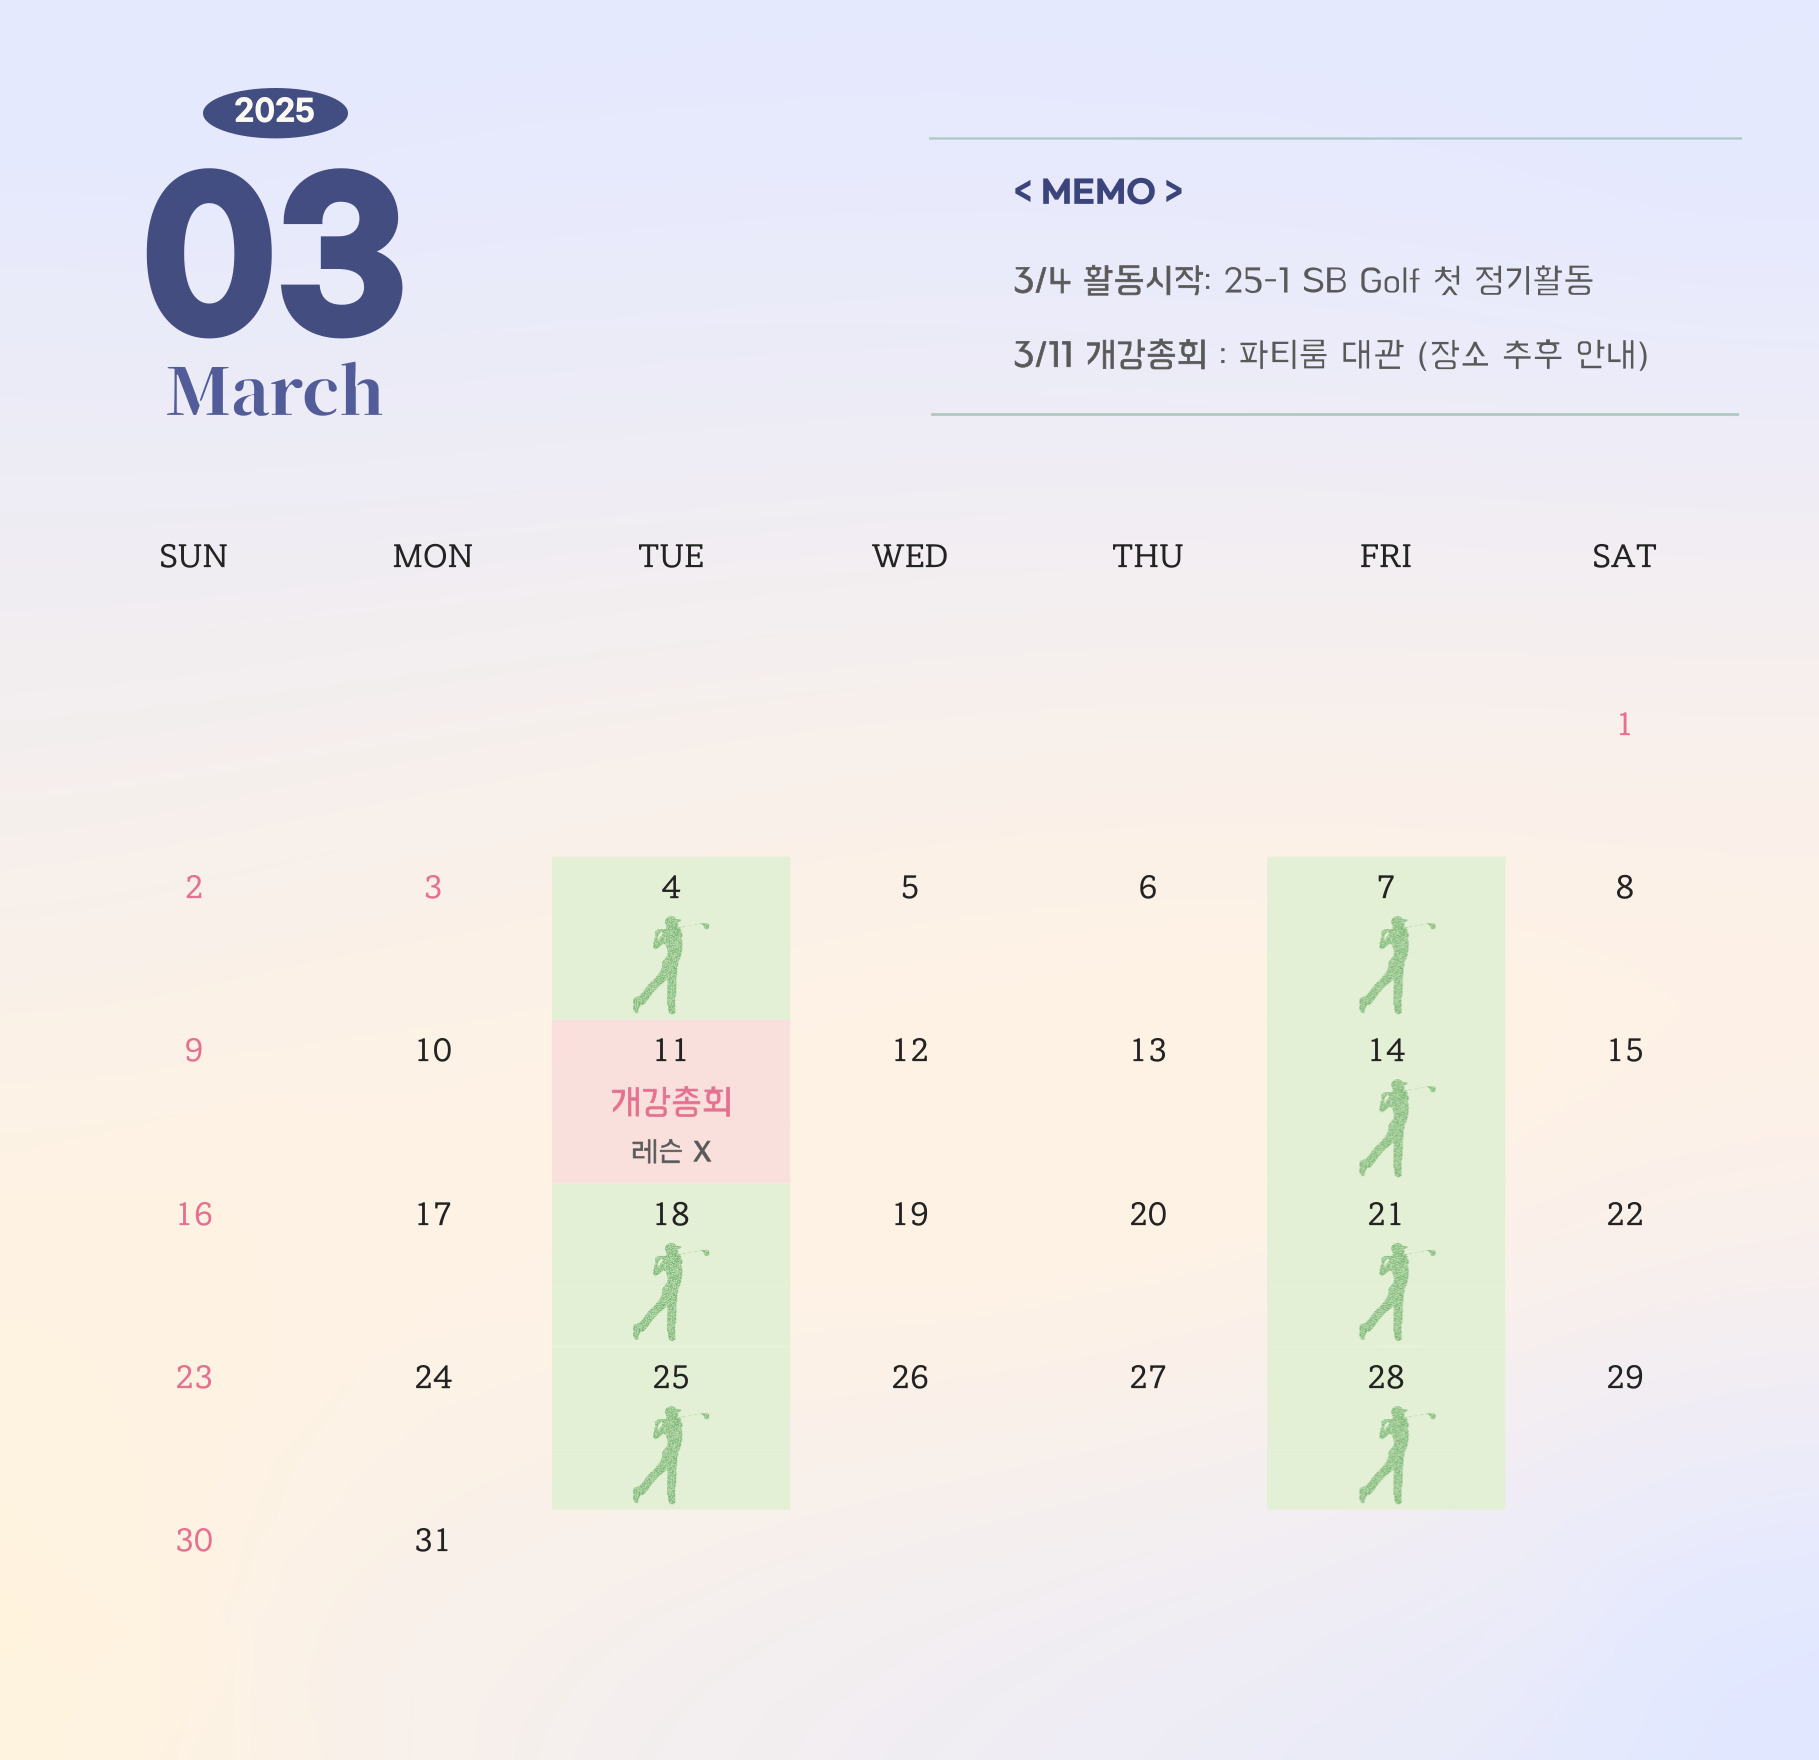 2025
03
March
< MEMO >
3/4 활동시작: 25-1 SB Golf 첫 정기활동
3/11 개강총회 : 파티룸 대관 (장소 추후 안내)
SUN MON TUE WED THU FRI SAT
1
2 3 4 5 6 7 8
9 10 11 12 13 14 15
개강총회
레슨 X
16 17 18 19 20 21 22
23 24 25 26 27 28 29
30 31